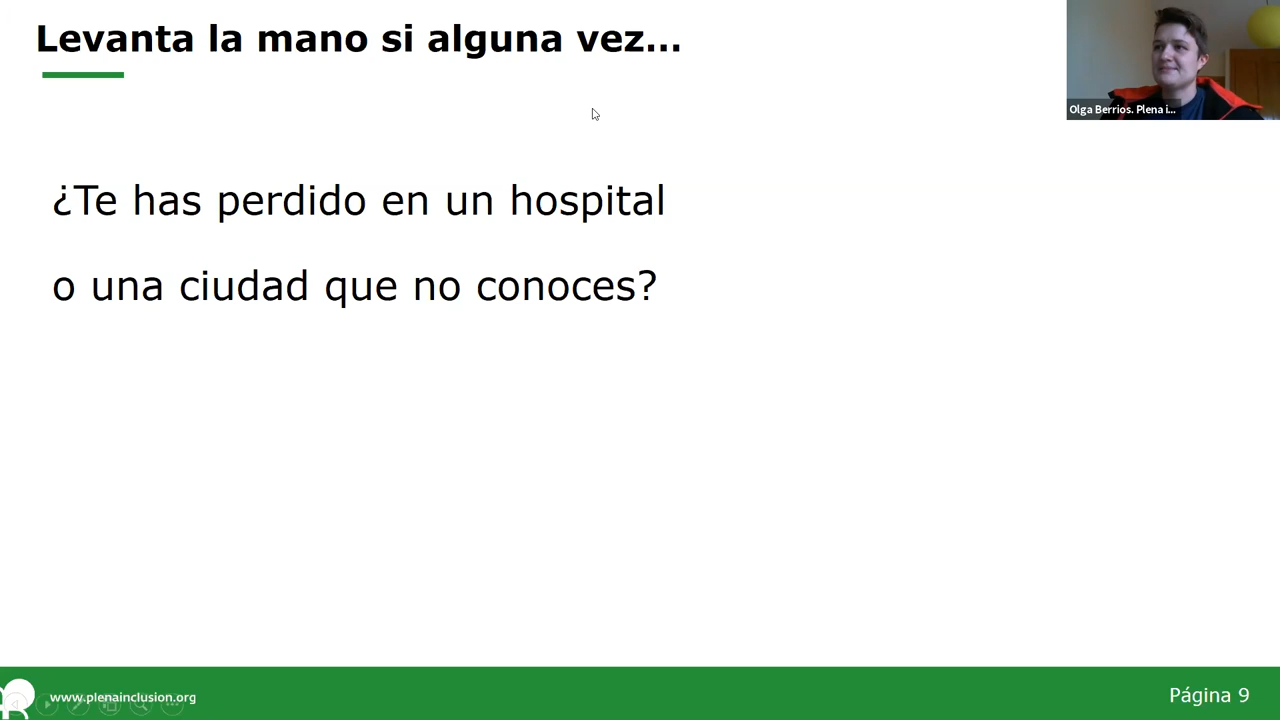 Levanta la mano si alguna vez...
Olga Berrios. Plena i...
¿Te has perdido en un hospital
o una ciudad que no conoces?
www.plenainclusion.org
Página 9